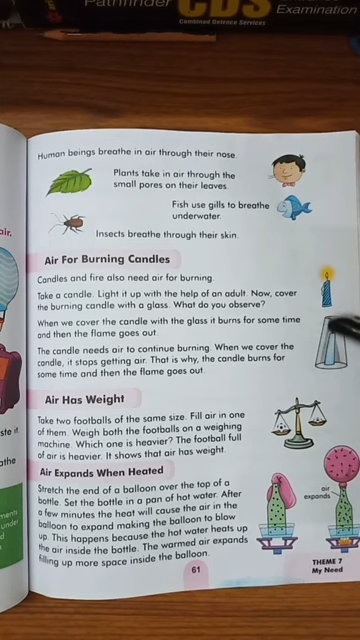 Pathfinder CDS Examination
Combined Defence Services
Human beings breathe in air through their nose.
Plants take in air through the
small pores on their leaves.
Fish use gills to breathe
underwater.
Insects breathe through their skin.
air.
Air For Burning Candles
Candles and fire also need air for burning.
Take a candle. Light it up with the help of an adult. Now, cover
the burning candle with a glass. What do you observe?
When we cover the candle with the glass it burns for some time
and then the flame goes out.
The candle needs air to continue burning. When we cover the
candle, it stops getting air. That is why, the candle burns for
some time and then the flame goes out.
Air Has Weight
Take two footballs of the same size. Fill air in one
of them. Weigh both the footballs on a weighing
machine. Which one is heavier? The football full
of air is heavier. It shows that air has weight.
Air Expands When Heated
Stretch the end of a balloon over the top of a
bottle. Set the bottle in a pan of hot water. After
a few minutes the heat will cause the air in the
balloon to expand making the balloon to blow
up. This happens because the hot water heats up
the air inside the bottle. The warmed air expands
filling up more space inside the balloon.
air
expands
61
THEME 7
My Need